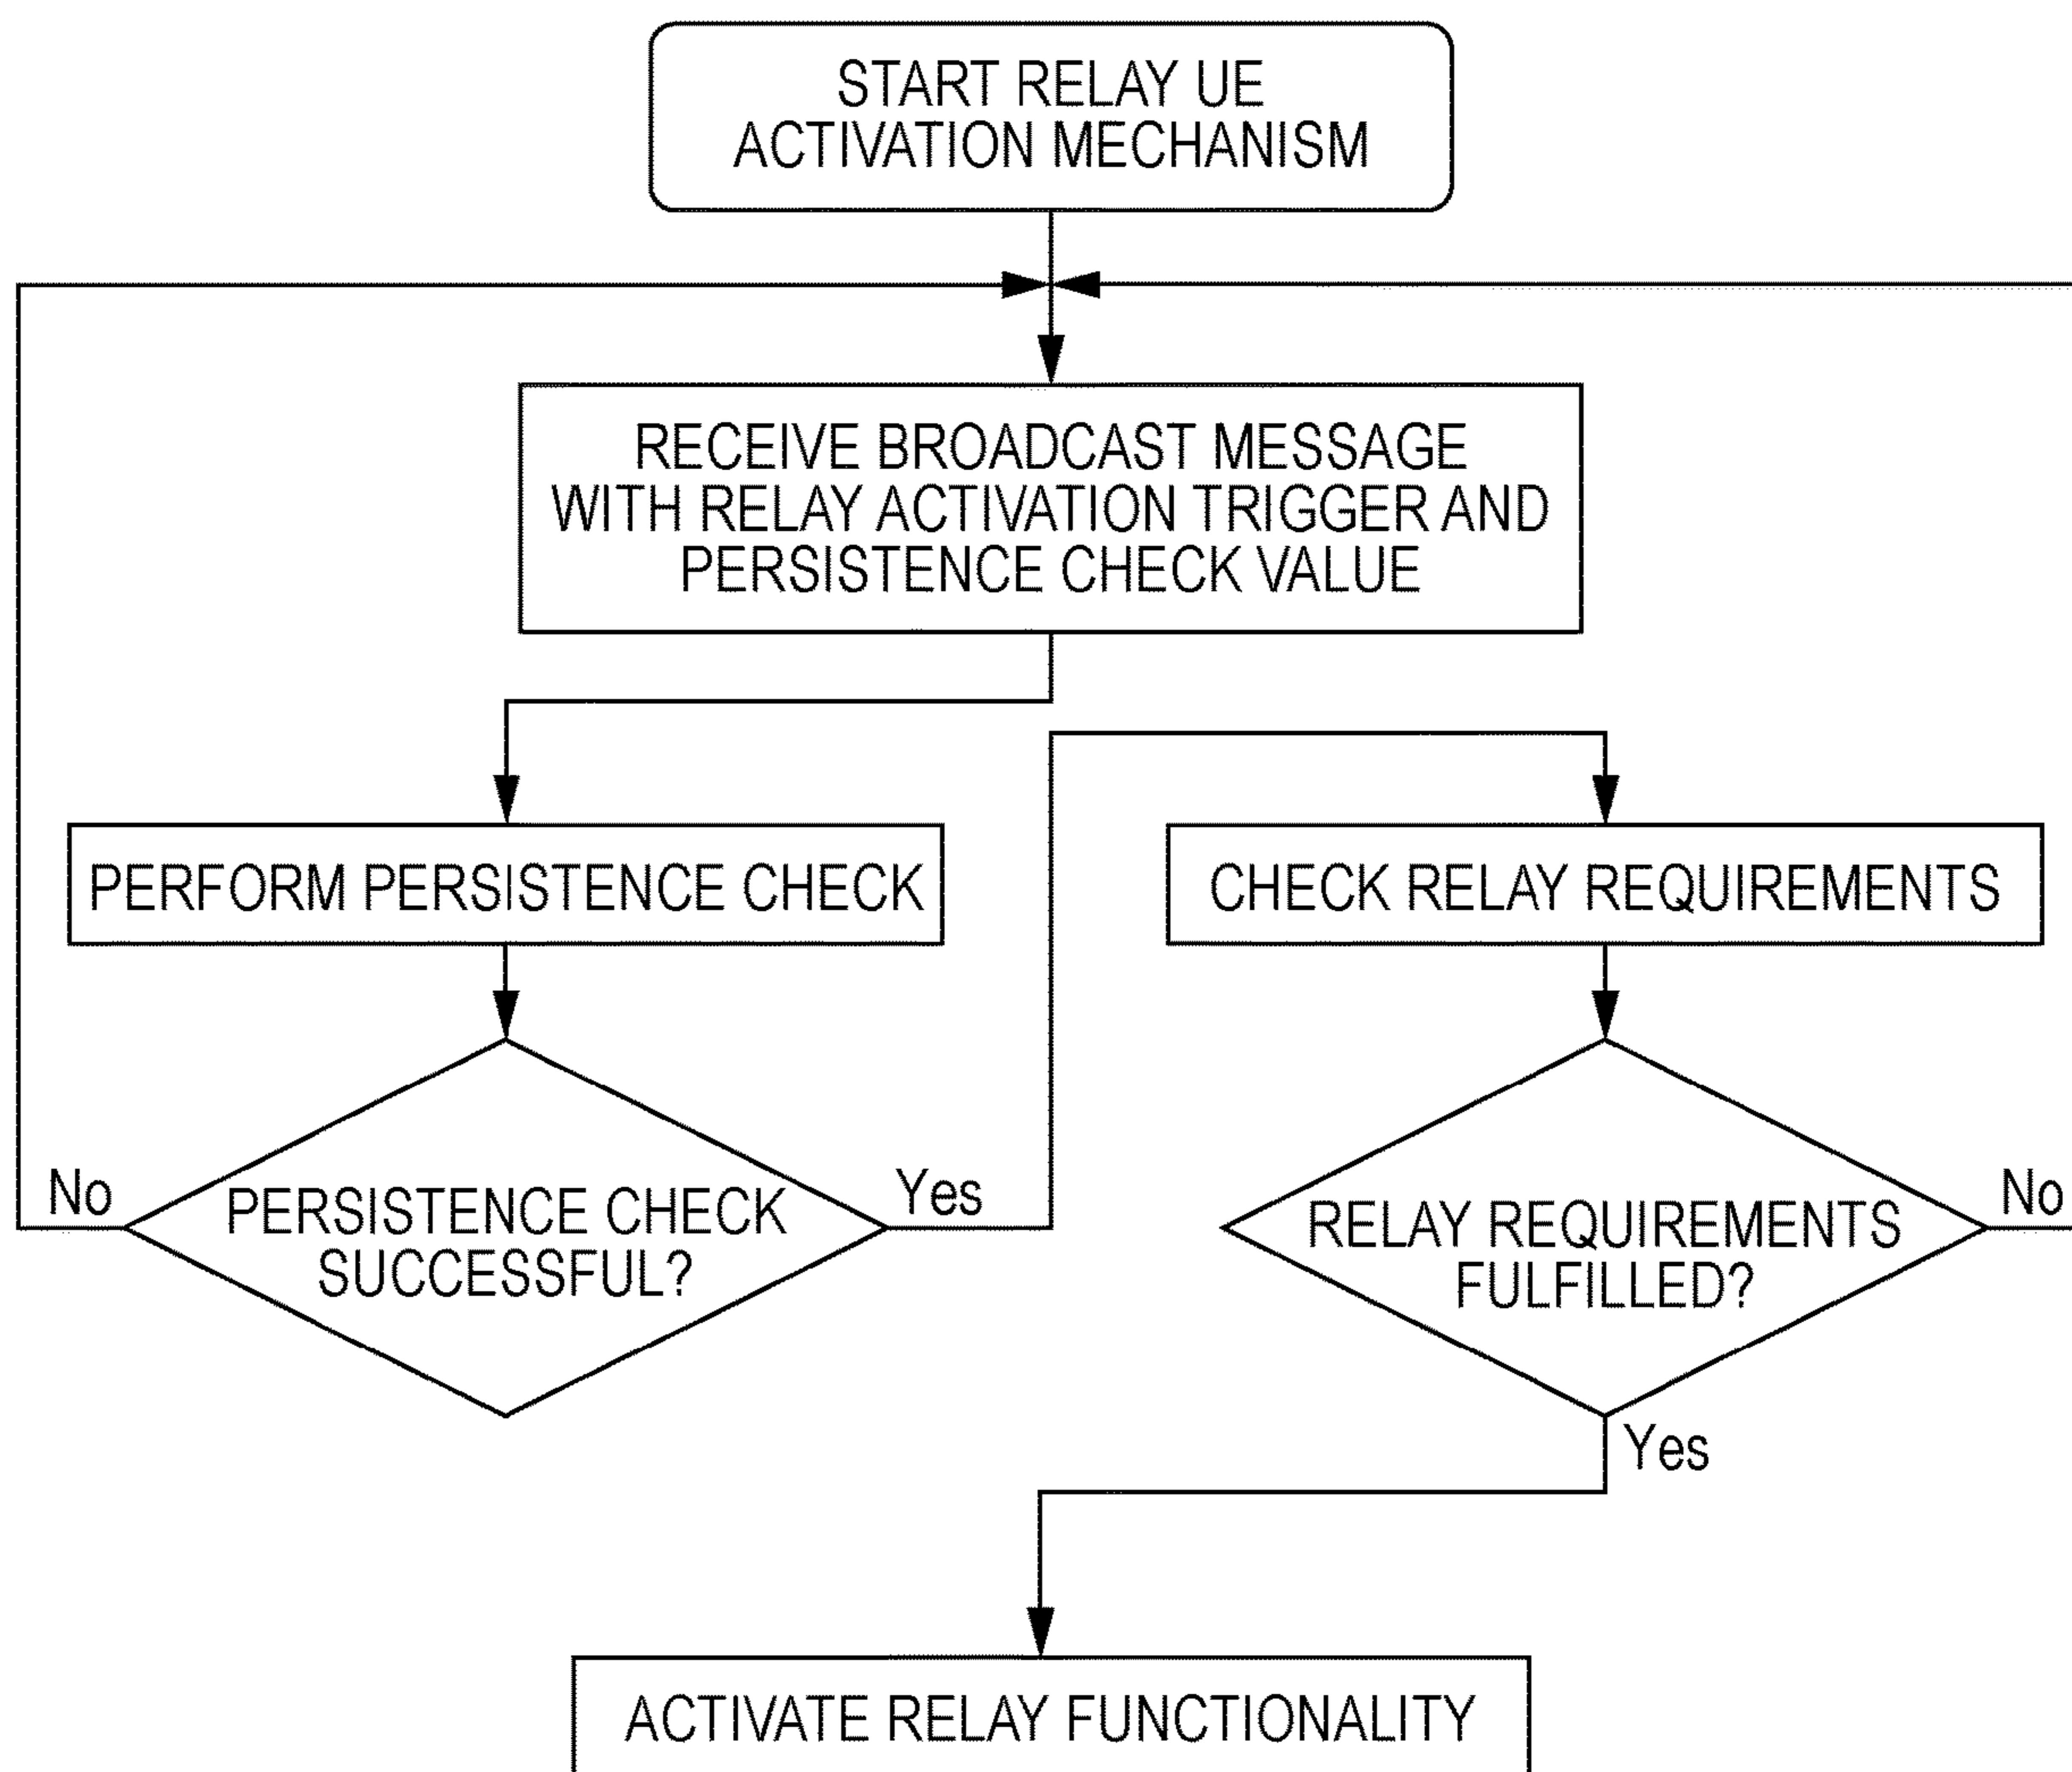 START RELAY UE
ACTIVATION MECHANISM
RECEIVE BROADCAST MESSAGE
WITH RELAY ACTIVATION TRIGGER AND
PERSISTENCE CHECK VALUE
PERFORM PERSISTENCE CHECK
CHECK RELAY REQUIREMENTS
No
PERSISTENCE CHECK
SUCCESSFUL?
Yes
RELAY REQUIREMENTS
FULFILLED?
No
Yes
ACTIVATE RELAY FUNCTIONALITY